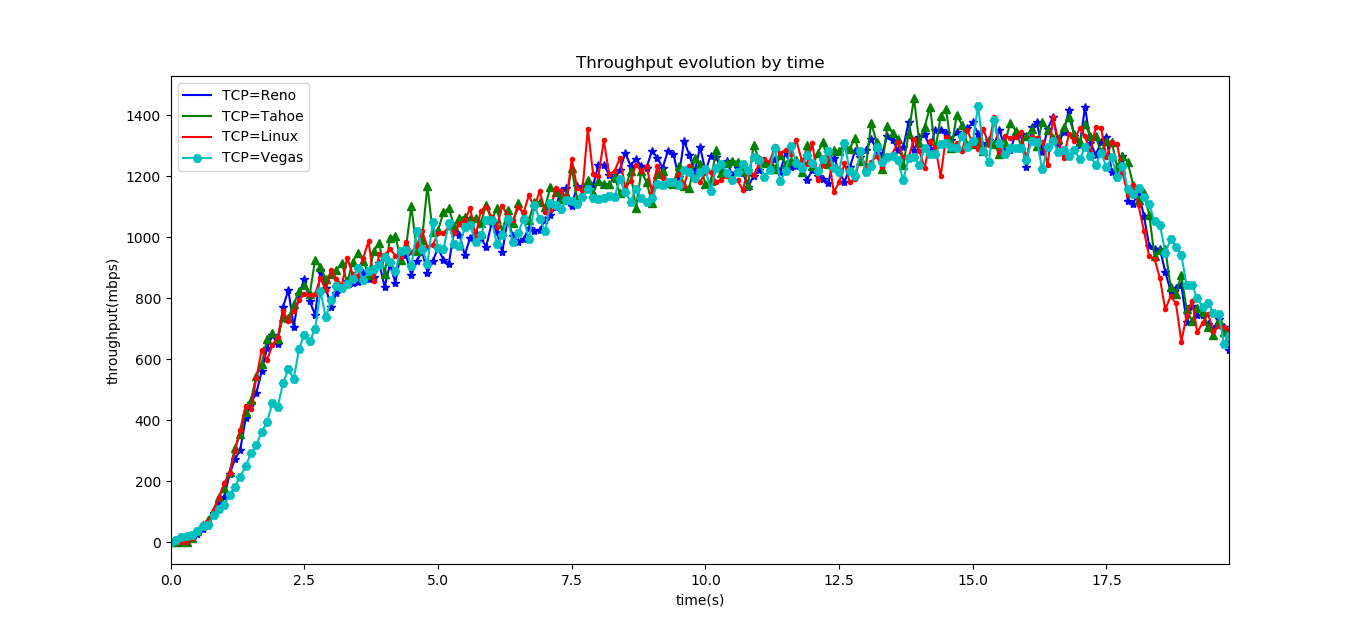 Throughput evolution by time
TCP=Reno
TCP=Tahoe
TCP=Linux
TCP=Vegas
throughput(mbps)
1400
1200
1000
800
600
400
200
0
0.0 2.5 5.0 7.5 10.0 12.5 15.0 17.5
time(s)